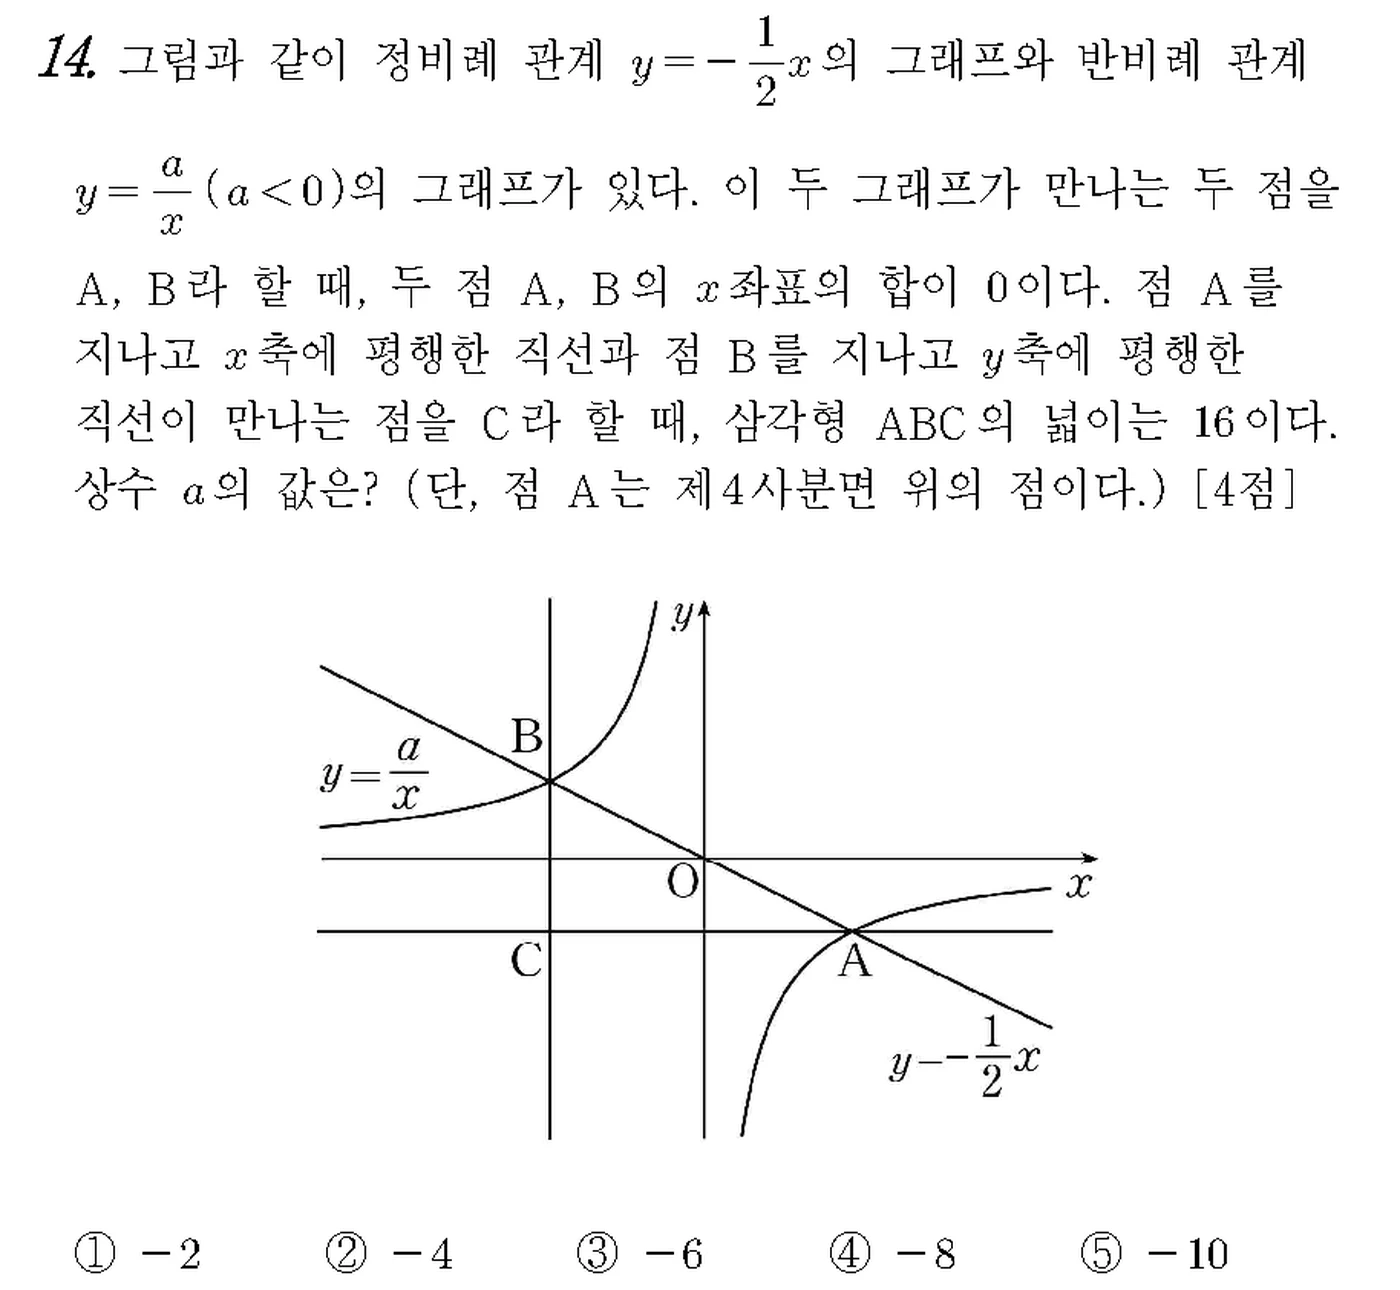 14. 그림과 같이 정비례 관계 y=-1/2x의 그래프와 반비례 관계
y=a/x(a<0)의 그래프가 있다. 이 두 그래프가 만나는 두 점을
A, B라 할 때, 두 점 A, B의 x좌표의 합이 0이다. 점 A를
지나고 x축에 평행한 직선과 점 B를 지나고 y축에 평행한
직선이 만나는 점을 C라 할 때, 삼각형 ABC의 넓이는 16이다.
상수 a의 값은? (단, 점 A는 제4사분면 위의 점이다.) [4점]
y
B
y=a/x
O
x
C
A
y=-1/2x
① -2 ② -4 ③ -6 ④ -8 ⑤ -10